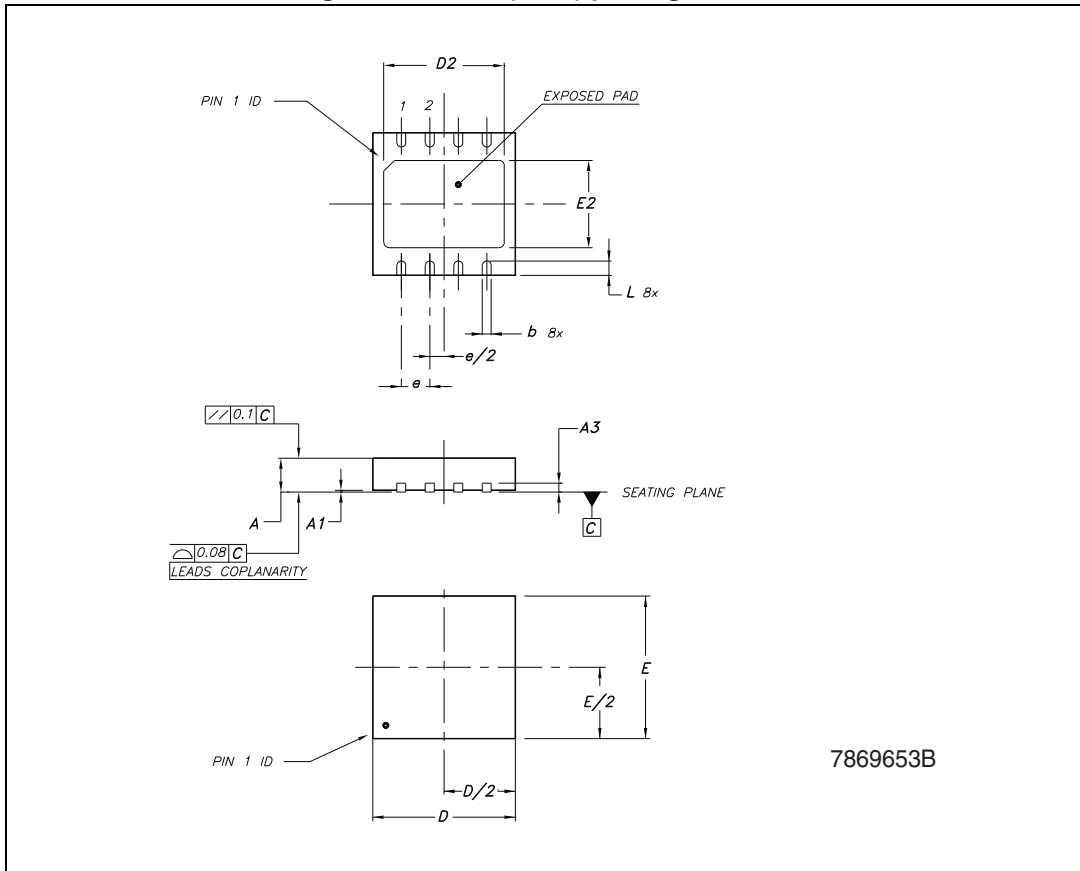 D2
PIN 1 ID
EXPOSED PAD
1 2
E2
L 8x
b 8x
e/2
e
// 0.1 C
A3
SEATING PLANE
A
A1
C
⌓ 0.08 C
LEADS COPLANARITY
E
E/2
PIN 1 ID
7869653B
D/2
D